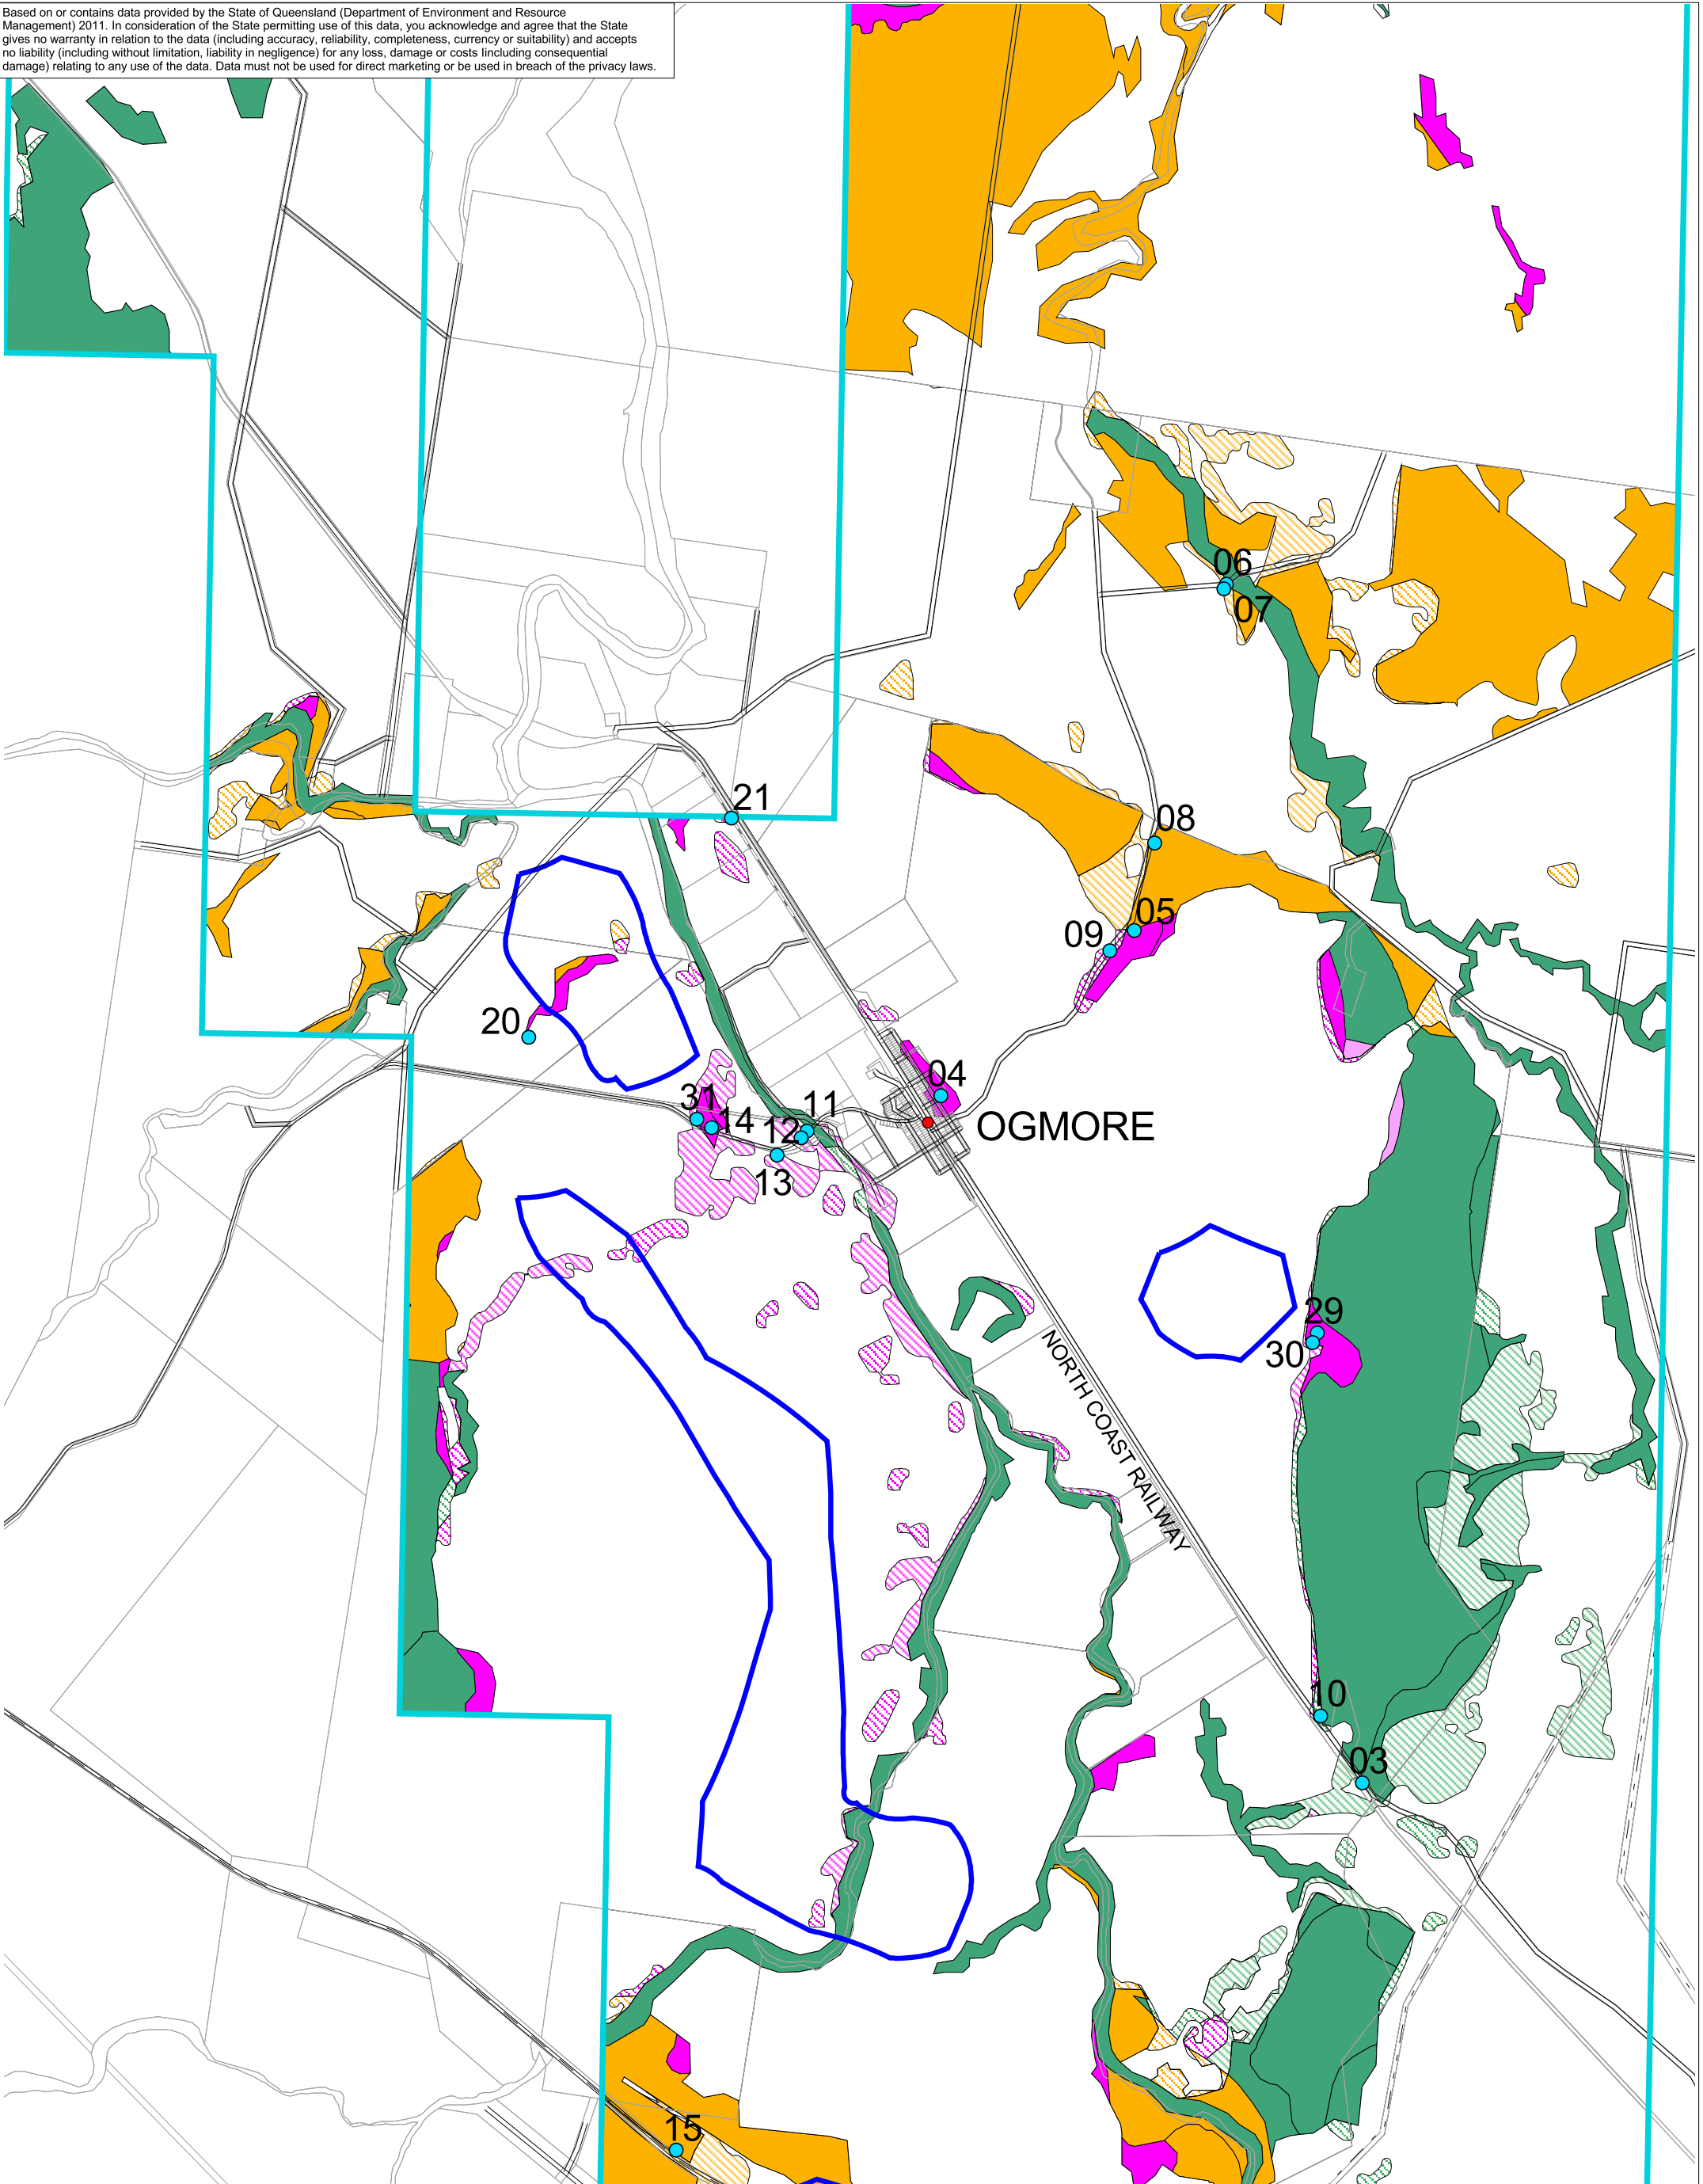 Based on or contains data provided by the State of Queensland (Department of Environment and Resource
Management) 2011. In consideration of the State permitting use of this data, you acknowledge and agree that the State
gives no warranty in relation to the data (including accuracy, reliability, completeness, currency or suitability) and accepts
no liability (including without limitation, liability in negligence) for any loss, damage or costs Iincluding consequential
damage) relating to any use of the data. Data must not be used for direct marketing or be used in breach of the privacy laws.
06
07
21
08
05
09
20
04
31
14
12
11
OGMORE
13
29
30
NORTH COAST RAILWAY
10
03
15